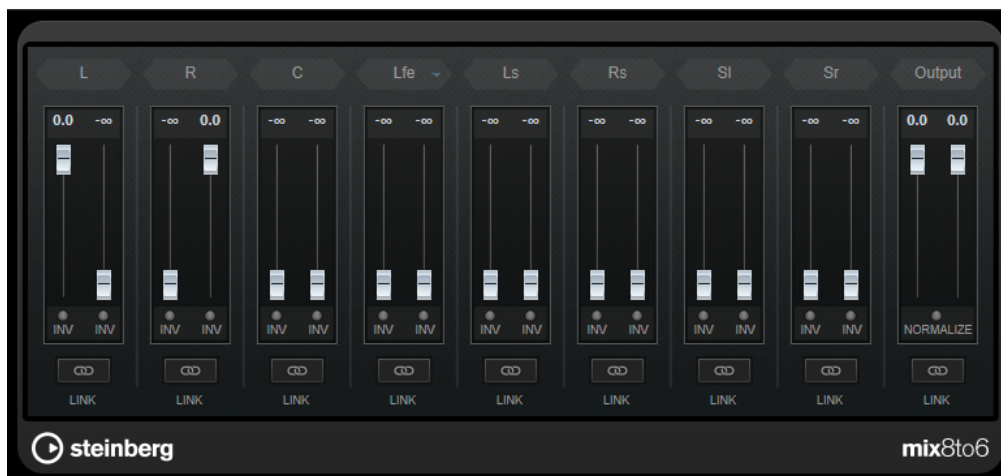 L R C Lfe Ls Rs Sl Sr Output
0.0 -∞ -∞ 0.0 -∞ -∞ -∞ -∞ -∞ -∞ -∞ -∞ -∞ -∞ -∞ -∞ 0.0 0.0
INV INV INV INV INV INV INV INV INV INV INV INV INV INV INV INV NORMALIZE
LINK LINK LINK LINK LINK LINK LINK LINK LINK
steinberg mix8to6